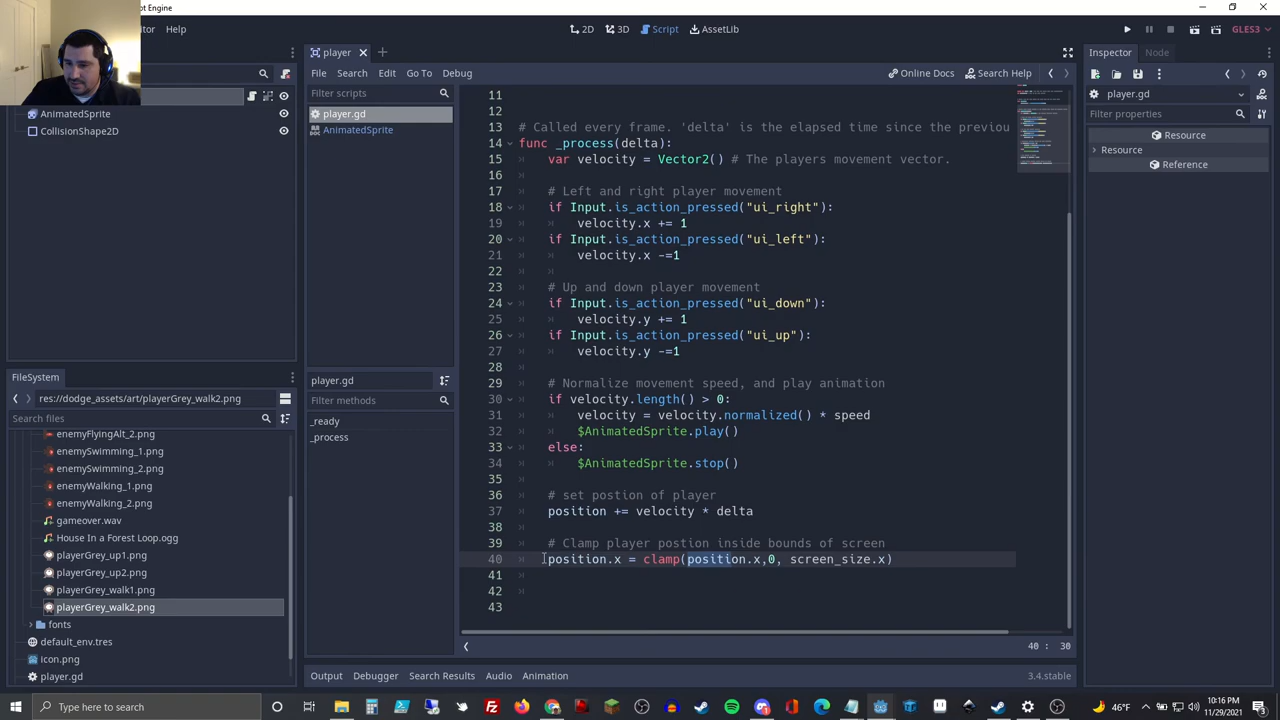 ot Engine
itor Help
2D 3D Script AssetLib
GLES3
AnimatedSprite
CollisionShape2D
player
File Search Edit Go To Debug
Online Docs Search Help
Filter scripts
player.gd
AnimatedSprite
player.gd
Filter methods
_ready
_process
11
12
13 # Called every frame. 'delta' is the elapsed time since the previou
14 func _process(delta):
15 var velocity = Vector2() # The players movement vector.
16
17 # Left and right player movement
18 if Input.is_action_pressed("ui_right"):
19 velocity.x += 1
20 if Input.is_action_pressed("ui_left"):
21 velocity.x -=1
22
23 # Up and down player movement
24 if Input.is_action_pressed("ui_down"):
25 velocity.y += 1
26 if Input.is_action_pressed("ui_up"):
27 velocity.y -=1
28
29 # Normalize movement speed, and play animation
30 if velocity.length() > 0:
31 velocity = velocity.normalized() * speed
32 $AnimatedSprite.play()
33 else:
34 $AnimatedSprite.stop()
35
36 # set postion of player
37 position += velocity * delta
38
39 # Clamp player postion inside bounds of screen
40 position.x = clamp(position.x,0, screen_size.x)
41
42
43
40 : 30
Output Debugger Search Results Audio Animation
3.4.stable
FileSystem
res://dodge_assets/art/playerGrey_walk2.png
Search files
enemyFlyingAlt_2.png
enemySwimming_1.png
enemySwimming_2.png
enemyWalking_1.png
enemyWalking_2.png
gameover.wav
House In a Forest Loop.ogg
playerGrey_up1.png
playerGrey_up2.png
playerGrey_walk1.png
playerGrey_walk2.png
fonts
default_env.tres
icon.png
player.gd
Inspector Node
player.gd
Filter properties
Resource
Resource
Reference
Type here to search
46°F
10:16 PM
11/29/2021